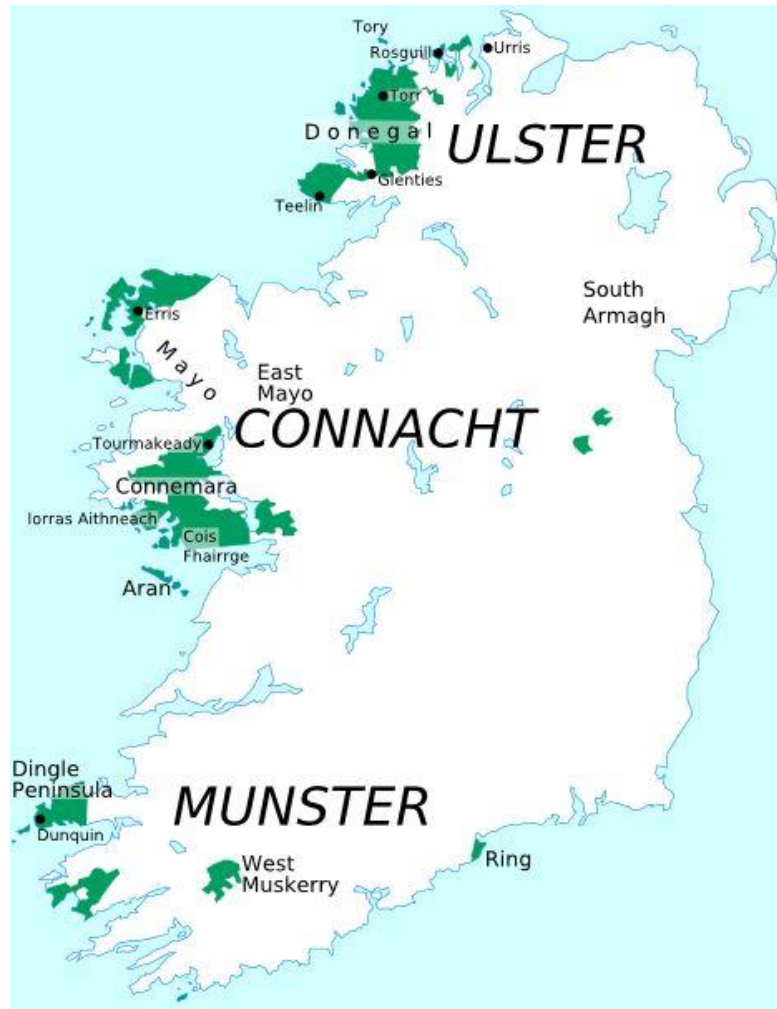 Tory
Rosguill
Urris
Torr
Donegal
ULSTER
Glenties
Teelin
South
Armagh
Erris
Mayo
East
Mayo
CONNACHT
Tourmakeady
Connemara
Iorras Aithneach
Cois
Fhairrge
Aran
Dingle
Peninsula
MUNSTER
Dunquin
West
Muskerry
Ring